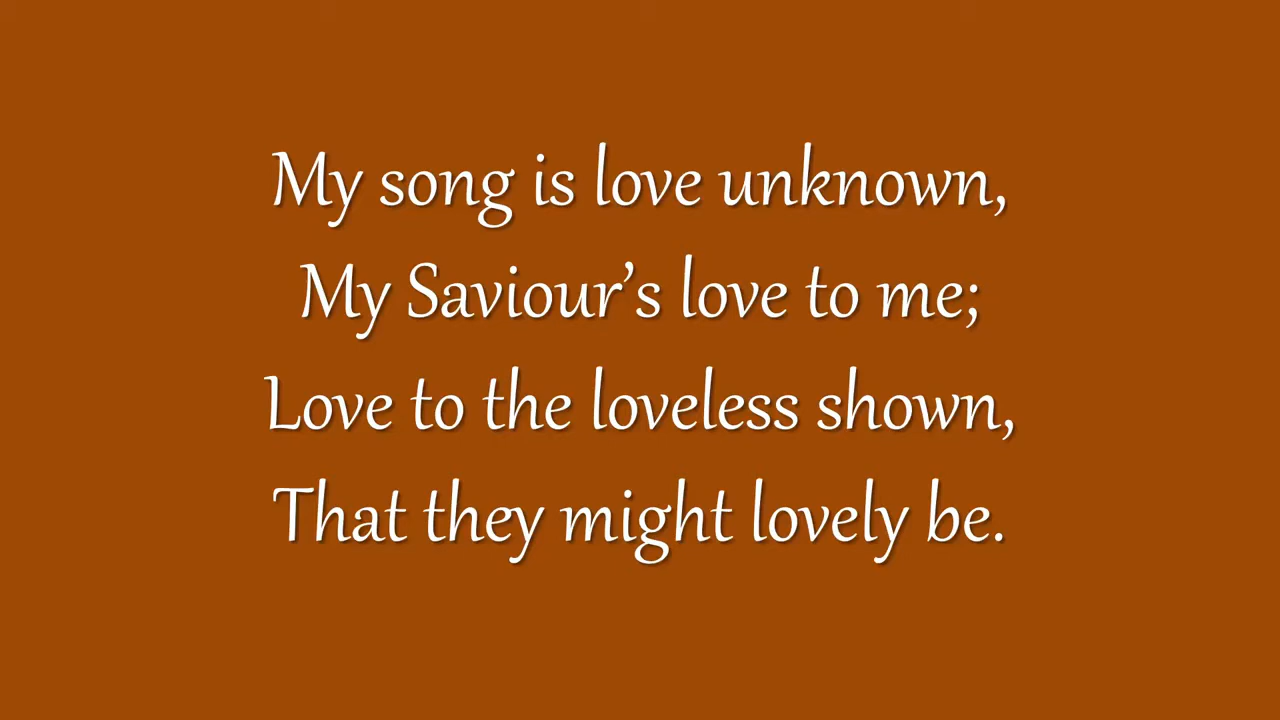 My song is love unknown,
My Saviour’s love to me;
Love to the loveless shown,
That they might lovely be.